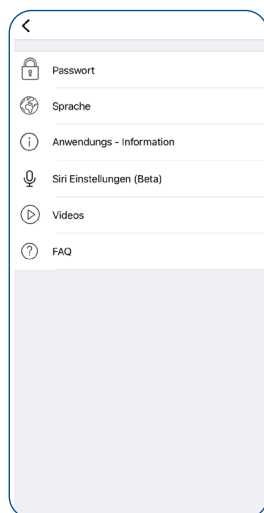 Passwort
Sprache
Anwendungs - Information
Siri Einstellungen (Beta)
Videos
FAQ